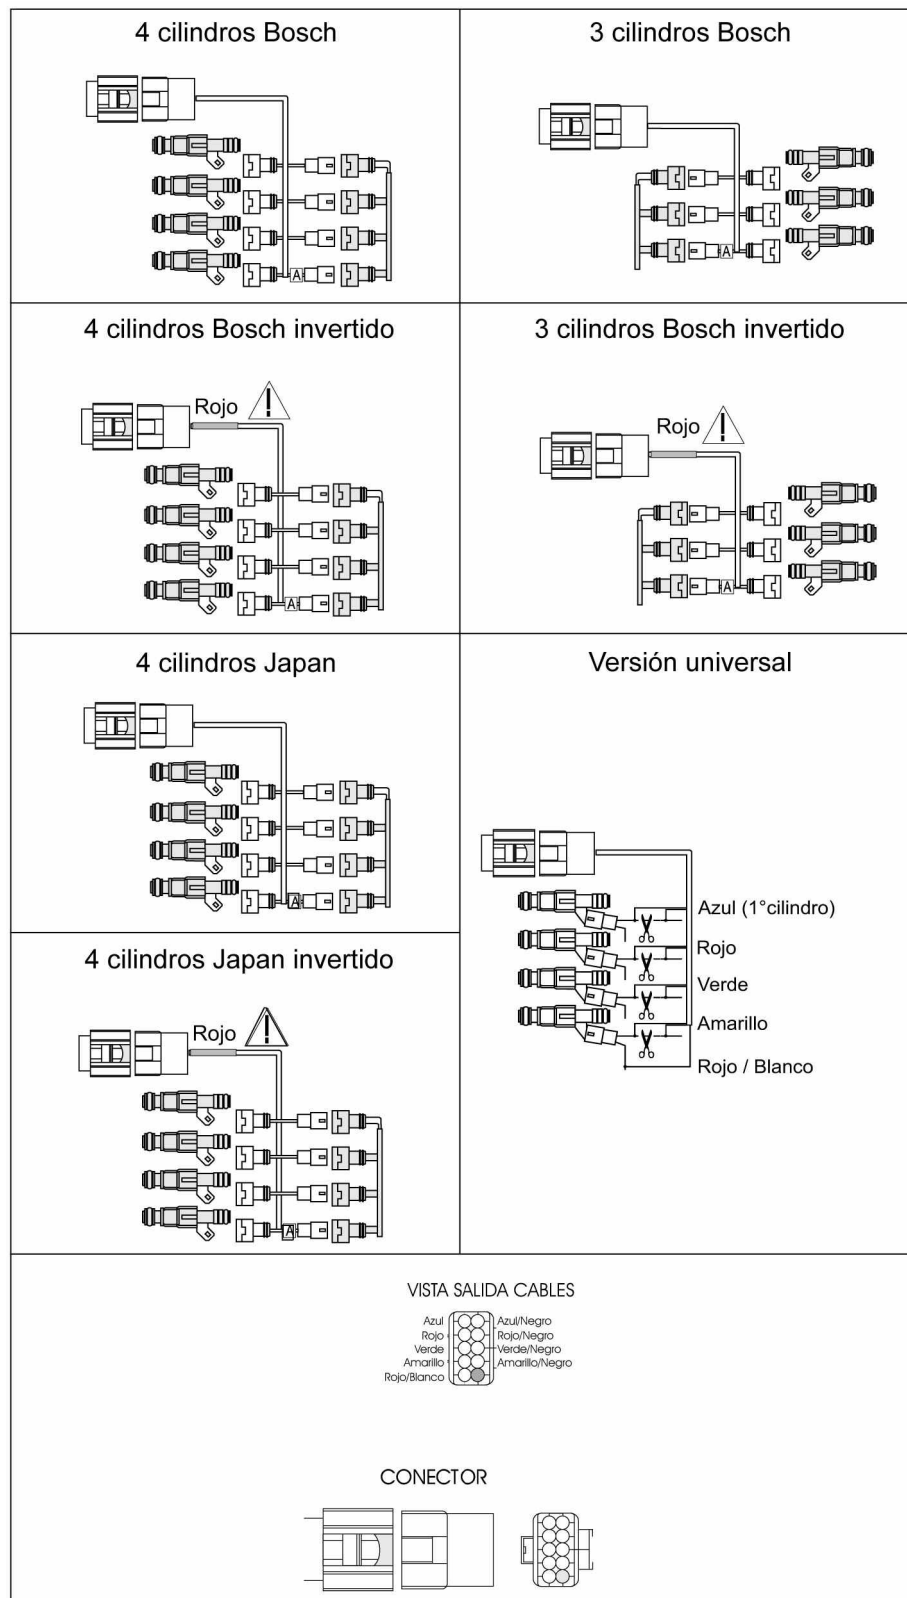 4 cilindros Bosch
3 cilindros Bosch
A
A
4 cilindros Bosch invertido
3 cilindros Bosch invertido
Rojo
Rojo
A
A
4 cilindros Japan
Versión universal
A
Azul (1°cilindro)
Rojo
Verde
Amarillo
Rojo / Blanco
4 cilindros Japan invertido
Rojo
A
VISTA SALIDA CABLES
Azul Azul/Negro
Rojo Rojo/Negro
Verde Verde/Negro
Amarillo Amarillo/Negro
Rojo/Blanco
CONECTOR